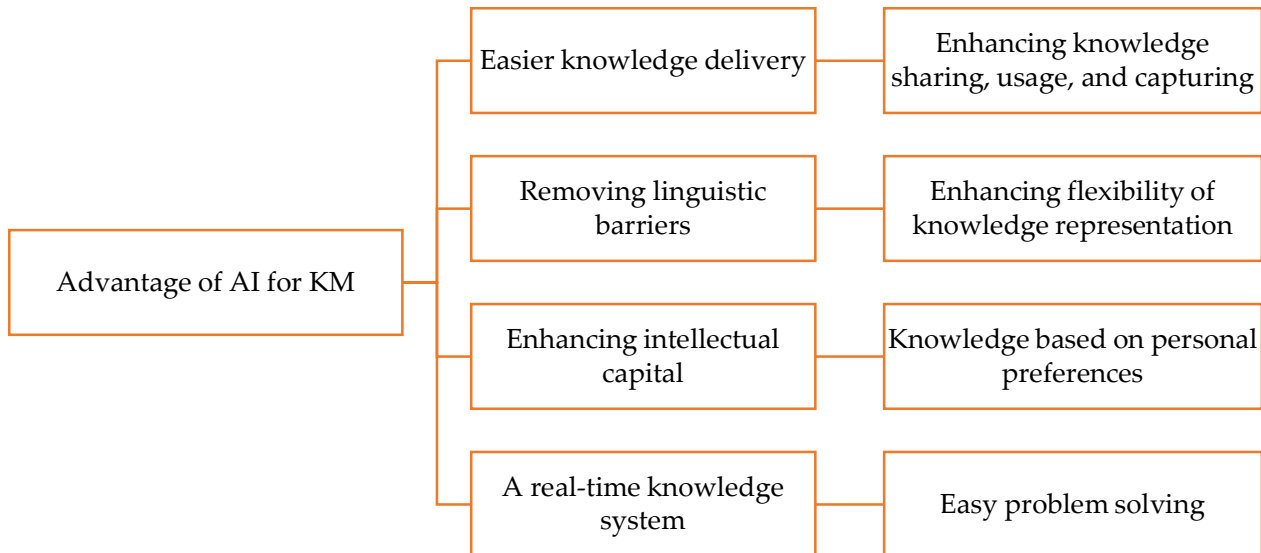 Advantage of AI for KM
Easier knowledge delivery
Enhancing knowledge
sharing, usage, and capturing
Removing linguistic
barriers
Enhancing flexibility of
knowledge representation
Enhancing intellectual
capital
Knowledge based on personal
preferences
A real-time knowledge
system
Easy problem solving